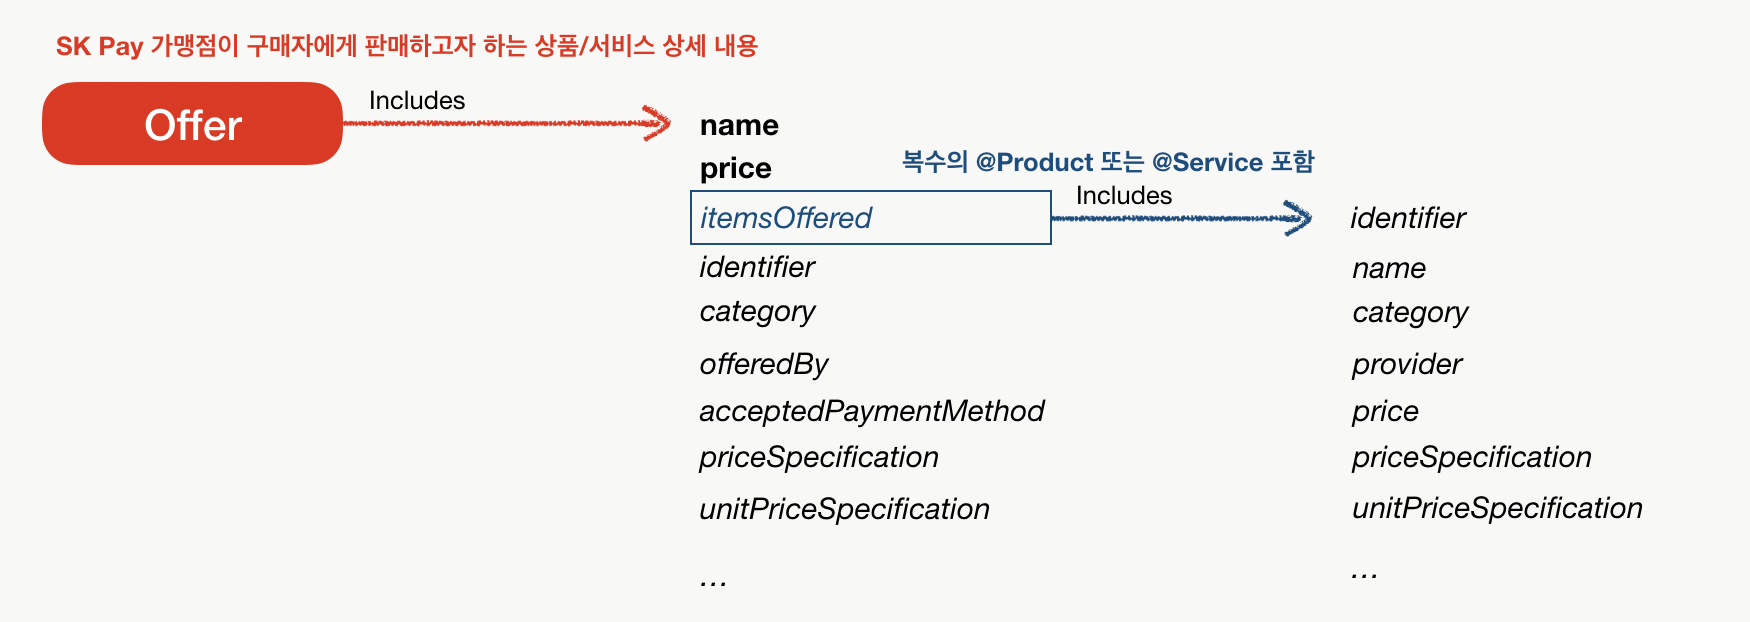 SK Pay 가맹점이 구매자에게 판매하고자 하는 상품/서비스 상세 내용
Offer
Includes
name
price
itemsOffered
identifier
category
offeredBy
acceptedPaymentMethod
priceSpecification
unitPriceSpecification
...
복수의 @Product 또는 @Service 포함
Includes
identifier
name
category
provider
price
priceSpecification
unitPriceSpecification
...